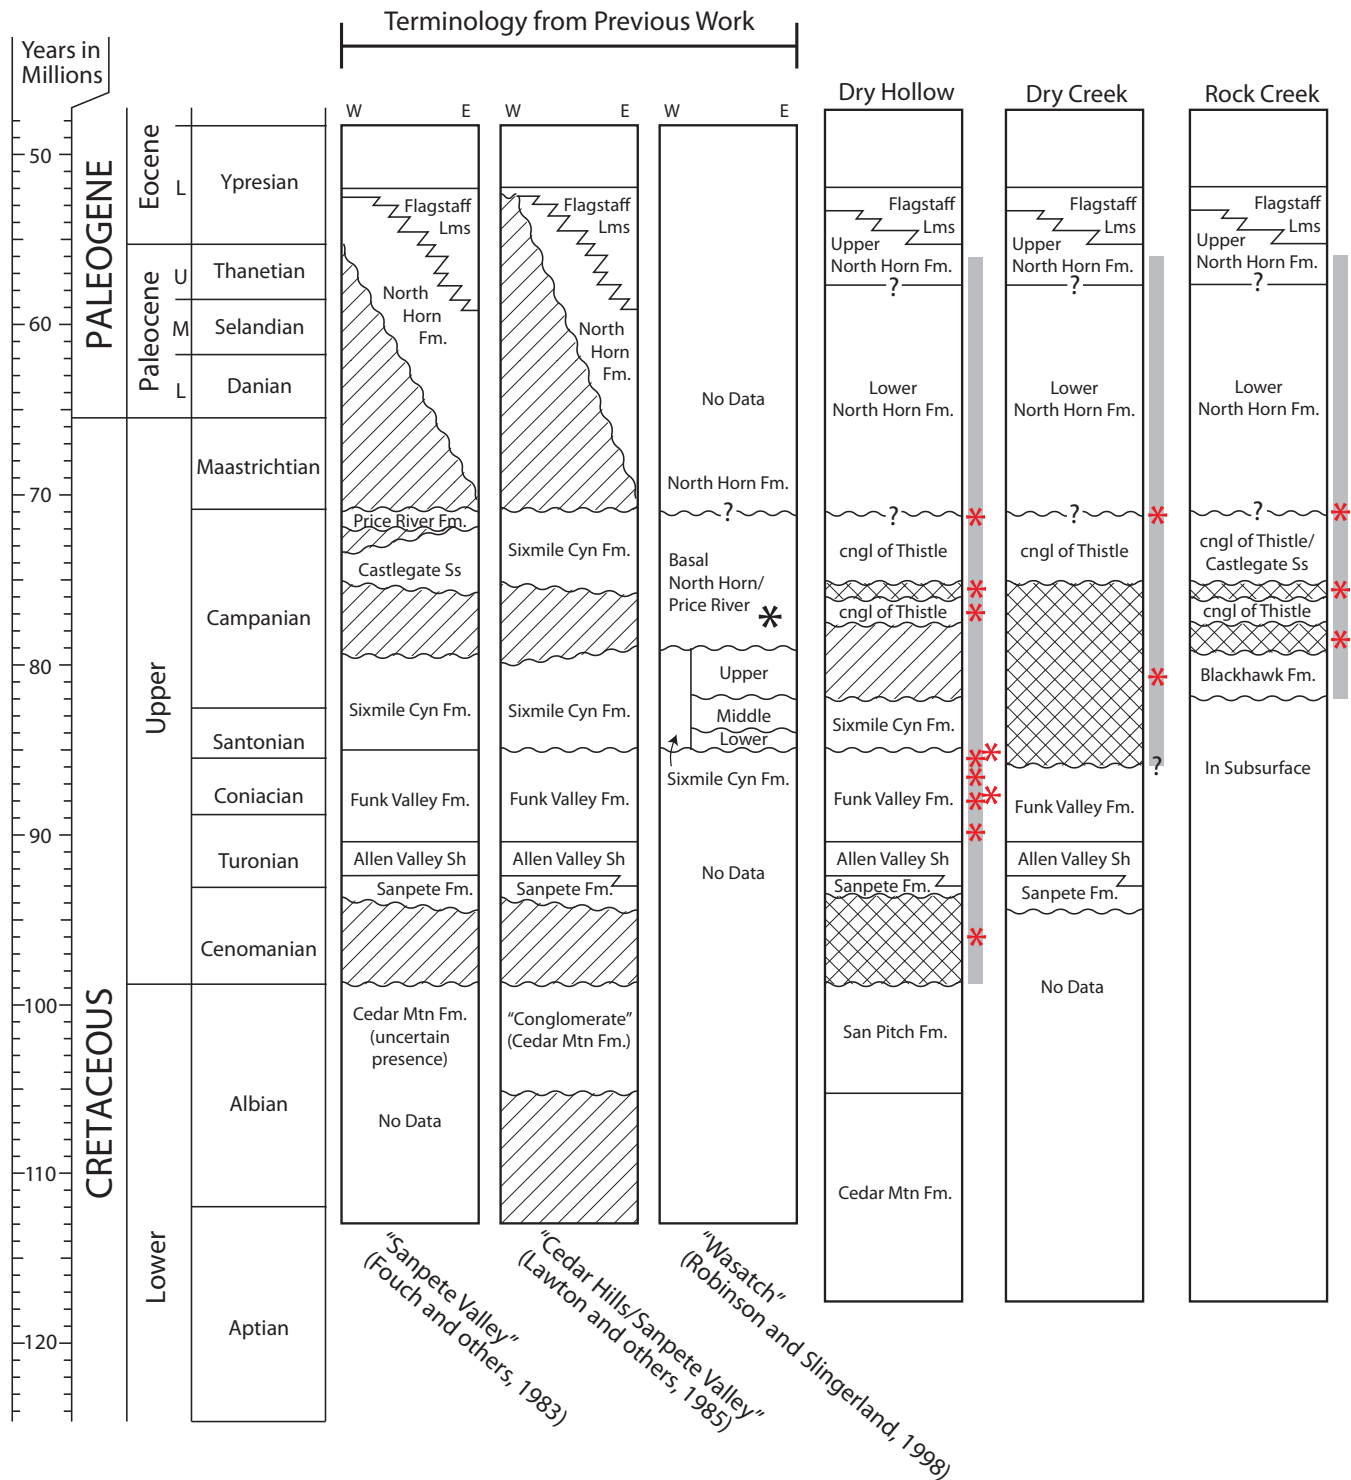 Terminology from Previous Work
Years in
Millions
W
E
W
E
W
E
Dry Hollow
Dry Creek
Rock Creek
50
60
70
80
90
100
110
120
PALEOGENE
CRETACEOUS
Eocene
L
Paleocene
U
M
L
Upper
Lower
Ypresian
Thanetian
Selandian
Danian
Maastrichtian
Campanian
Santonian
Coniacian
Turonian
Cenomanian
Albian
Aptian
Flagstaff
Lms
North
Horn
Fm.
Price River Fm.
Castlegate Ss
Sixmile Cyn Fm.
Funk Valley Fm.
Allen Valley Sh
Sanpete Fm.
Cedar Mtn Fm.
(uncertain
presence)
No Data
"Sanpete Valley"
(Fouch and others, 1983)
Flagstaff
Lms
North
Horn
Fm.
Sixmile Cyn Fm.
Sixmile Cyn Fm.
Funk Valley Fm.
Allen Valley Sh
Sanpete Fm.
"Conglomerate"
(Cedar Mtn Fm.)
"Cedar Hills/Sanpete Valley"
(Lawton and others, 1985)
No Data
North Horn Fm.
?
Basal
North Horn/
Price River
*
Upper
Middle
Lower
Sixmile Cyn Fm.
No Data
"Wasatch"
(Robinson and Slingerland, 1998)
Flagstaff
Lms
Upper
North Horn Fm.
?
Lower
North Horn Fm.
?
cngl of Thistle
cngl of Thistle
Sixmile Cyn Fm.
Funk Valley Fm.
Allen Valley Sh
Sanpete Fm.
San Pitch Fm.
Cedar Mtn Fm.
*
*
*
*
*
*
*
*
*
*
Flagstaff
Lms
Upper
North Horn Fm.
?
Lower
North Horn Fm.
?
cngl of Thistle
?
Funk Valley Fm.
Allen Valley Sh
Sanpete Fm.
No Data
*
*
Flagstaff
Lms
Upper
North Horn Fm.
?
Lower
North Horn Fm.
?
cngl of Thistle/
Castlegate Ss
cngl of Thistle
Blackhawk Fm.
In Subsurface
*
*
*